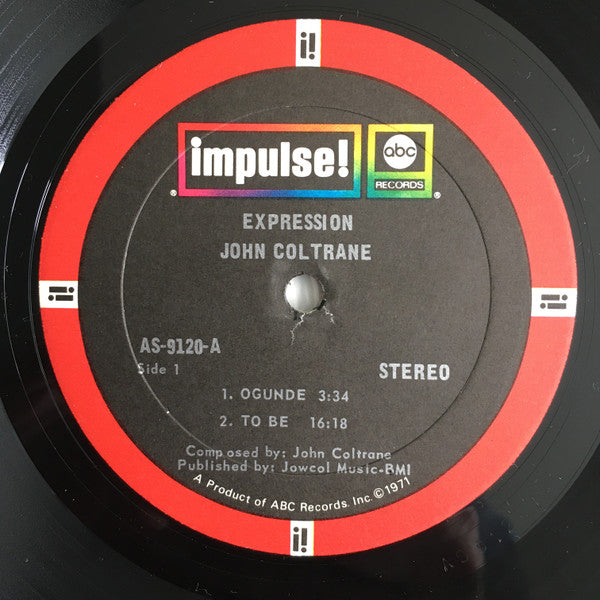 i!
impulse!
abc
RECORDS
®
®
EXPRESSION
JOHN COLTRANE
i!
i!
AS-9120-A
Side 1
STEREO
1. OGUNDE 3:34
2. TO BE 16:18
Composed by: John Coltrane
Published by: Jowcol Music-BMI
A Product of ABC Records, Inc. © 1971
i!